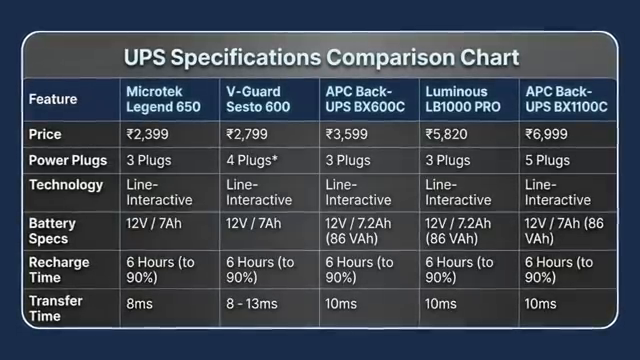 UPS Specifications Comparison Chart
Feature
Microtek
Legend 650
V-Guard
Sesto 600
APC Back-
UPS BX600C
Luminous
LB1000 PRO
APC Back-
UPS BX1100C
Price
₹2,399
₹2,799
₹3,599
₹5,820
₹6,999
Power Plugs
3 Plugs
4 Plugs*
3 Plugs
3 Plugs
5 Plugs
Technology
Line-
Interactive
Line-
Interactive
Line-
Interactive
Line-
Interactive
Line-
Interactive
Battery
Specs
12V / 7Ah
12V / 7Ah
12V / 7.2Ah
(86 VAh)
12V / 7.2Ah
(86 VAh)
12V / 7Ah (86
VAh)
Recharge
Time
6 Hours (to
90%)
6 Hours (to
90%)
6 Hours (to
90%)
6 Hours (to
90%)
6 Hours (to
90%)
Transfer
Time
8ms
8 - 13ms
10ms
10ms
10ms